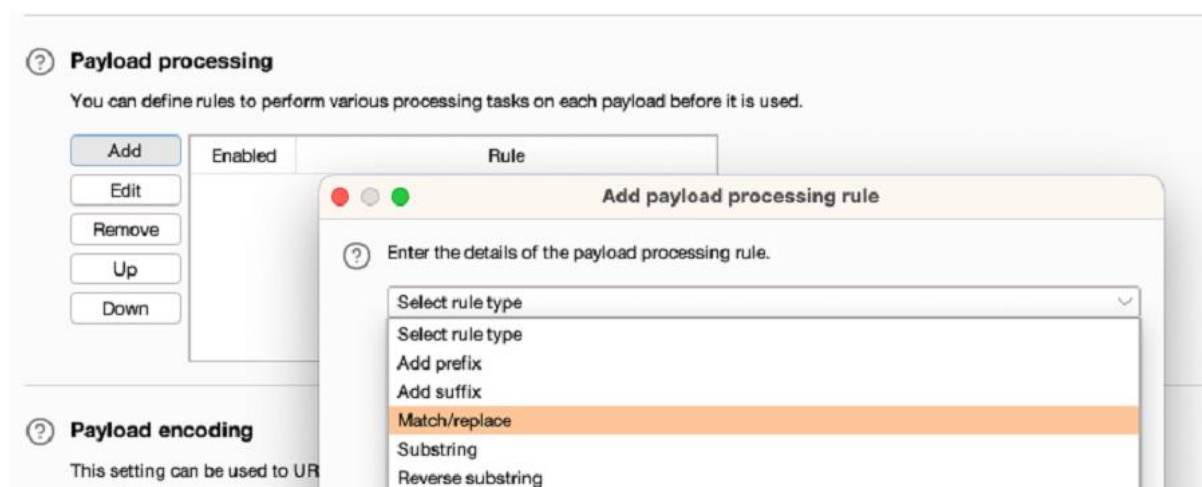 Payload processing
You can define rules to perform various processing tasks on each payload before it is used.
Add
Enabled
Rule
Edit
Remove
Up
Down
Add payload processing rule
Enter the details of the payload processing rule.
Select rule type
Select rule type
Add prefix
Add suffix
Match/replace
Substring
Reverse substring
Payload encoding
This setting can be used to UR